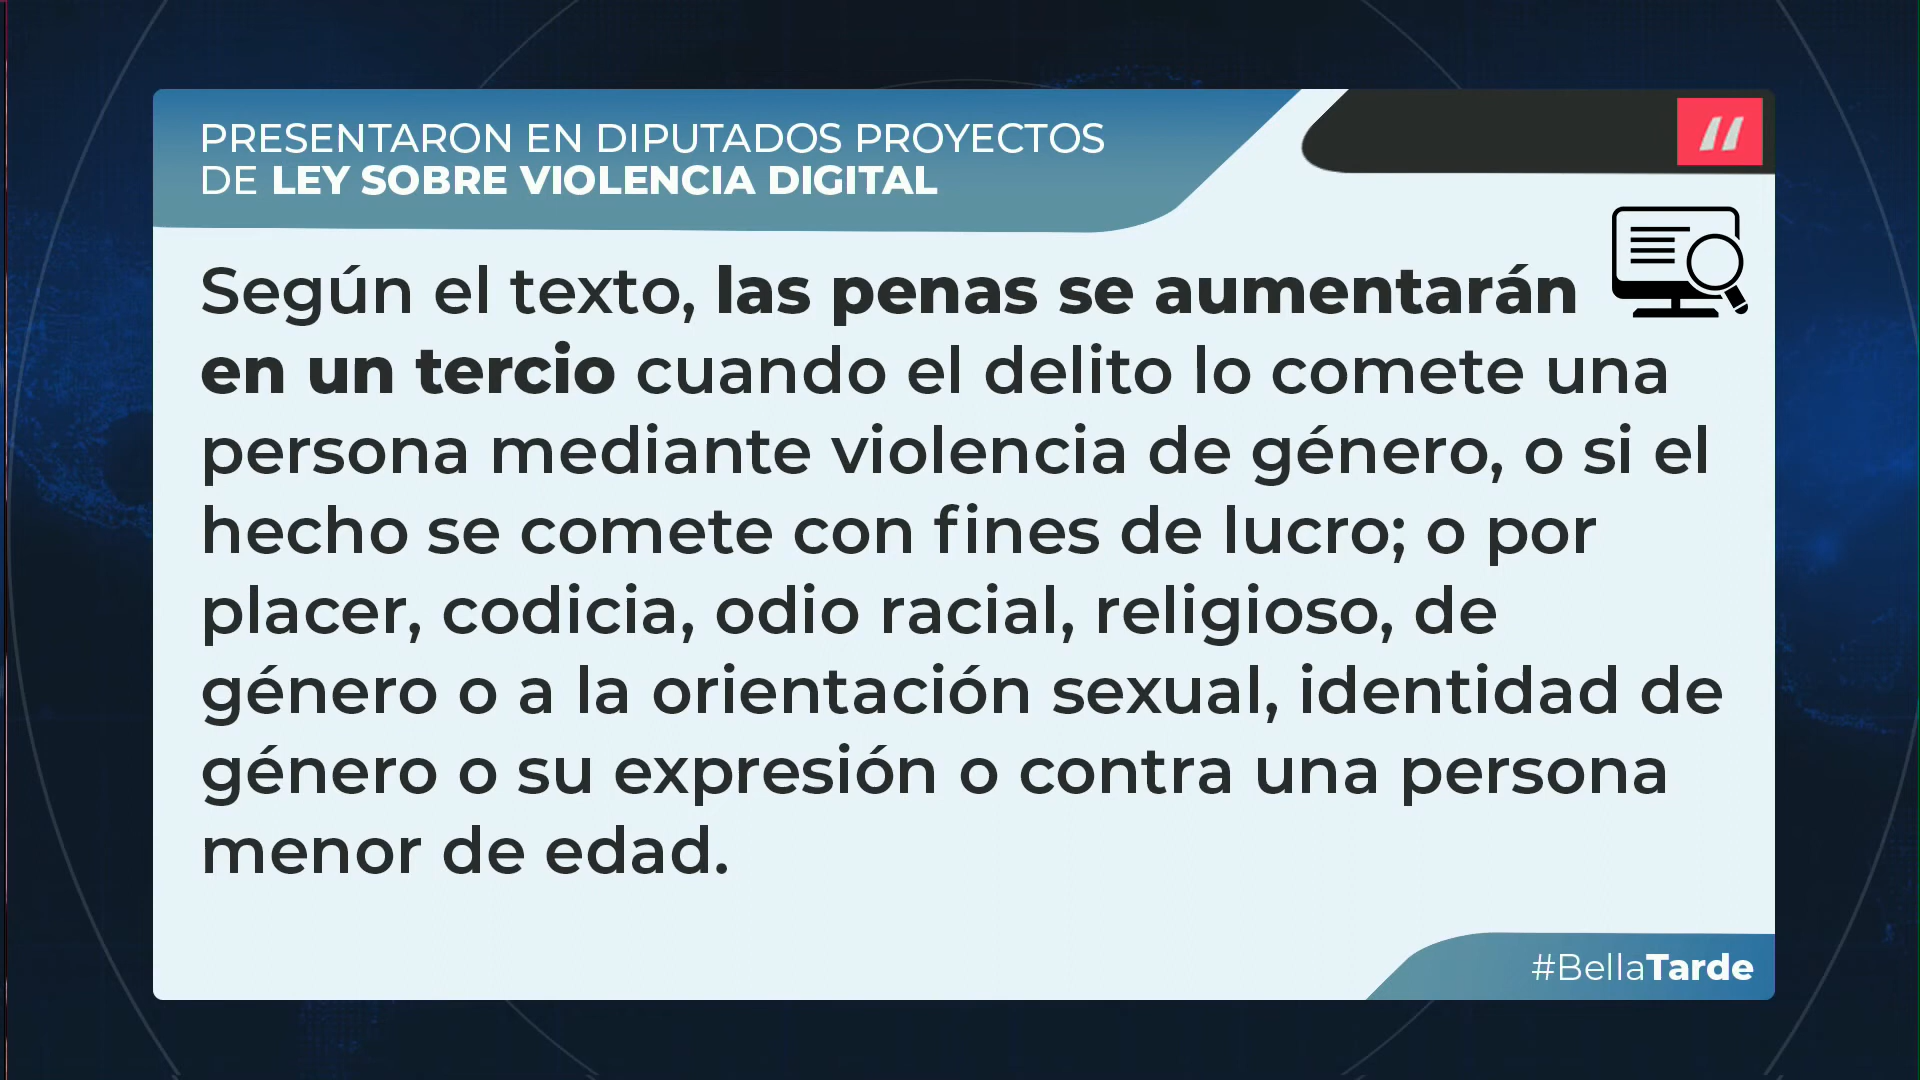 PRESENTARON EN DIPUTADOS PROYECTOS
DE LEY SOBRE VIOLENCIA DIGITAL
Según el texto, las penas se aumentarán
en un tercio cuando el delito lo comete una
persona mediante violencia de género, o si el
hecho se comete con fines de lucro; o por
placer, codicia, odio racial, religioso, de
género o a la orientación sexual, identidad de
género o su expresión o contra una persona
menor de edad.
#BellaTarde